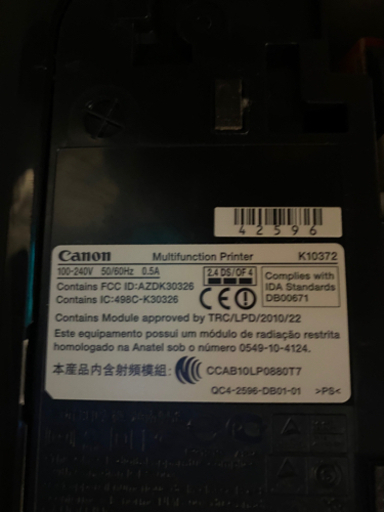 42596
Canon Multifunction Printer K10372
100-240V 50/60Hz 0.5A
2.4 DS/OF 4
Complies with
IDA Standards
DB00671
Contains FCC ID:AZDK30326
Contains IC:498C-K30326
CE
Contains Module approved by TRC/LPD/2010/22
Este equipamento possui um módulo de radiação restrita
homologado na Anatel sob o número 0549-10-4124.
本產品內含射頻模組: CCAB10LP0880T7
QC4-2596-DB01-01 >PS<